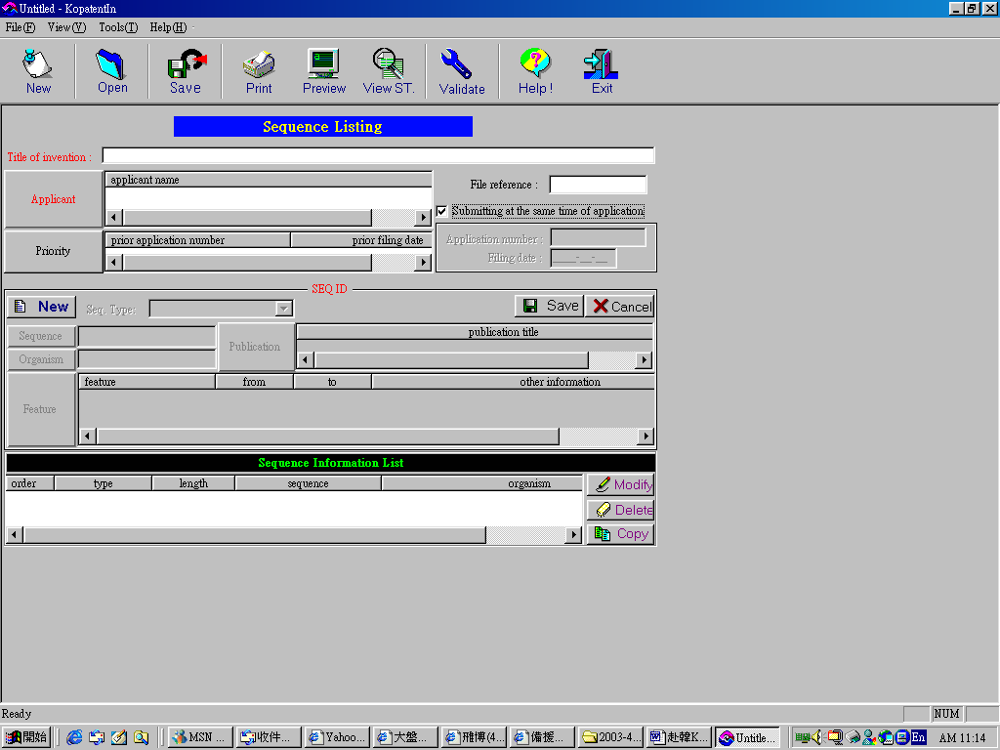 Untitled - KopatentIn
File(F) View(V) Tools(T) Help(H)
New Open Save Print Preview View ST. Validate Help ! Exit
Sequence Listing
Title of invention :
Applicant
applicant name
File reference :
Submitting at the same time of application
Priority
prior application number prior filing date
Application number :
Filing date : ____-__-__
SEQ ID
New Seq. Type: Save Cancel
Sequence
Organism
Publication
publication title
Feature
feature from to other information
Sequence Information List
order type length sequence organism
Modify
Delete
Copy
Ready NUM
開始 MSN ... 收件... Yahoo... 大盤... 飛博(4... 備援... 2003-4... 赴韓K... Untitle... En AM 11:14